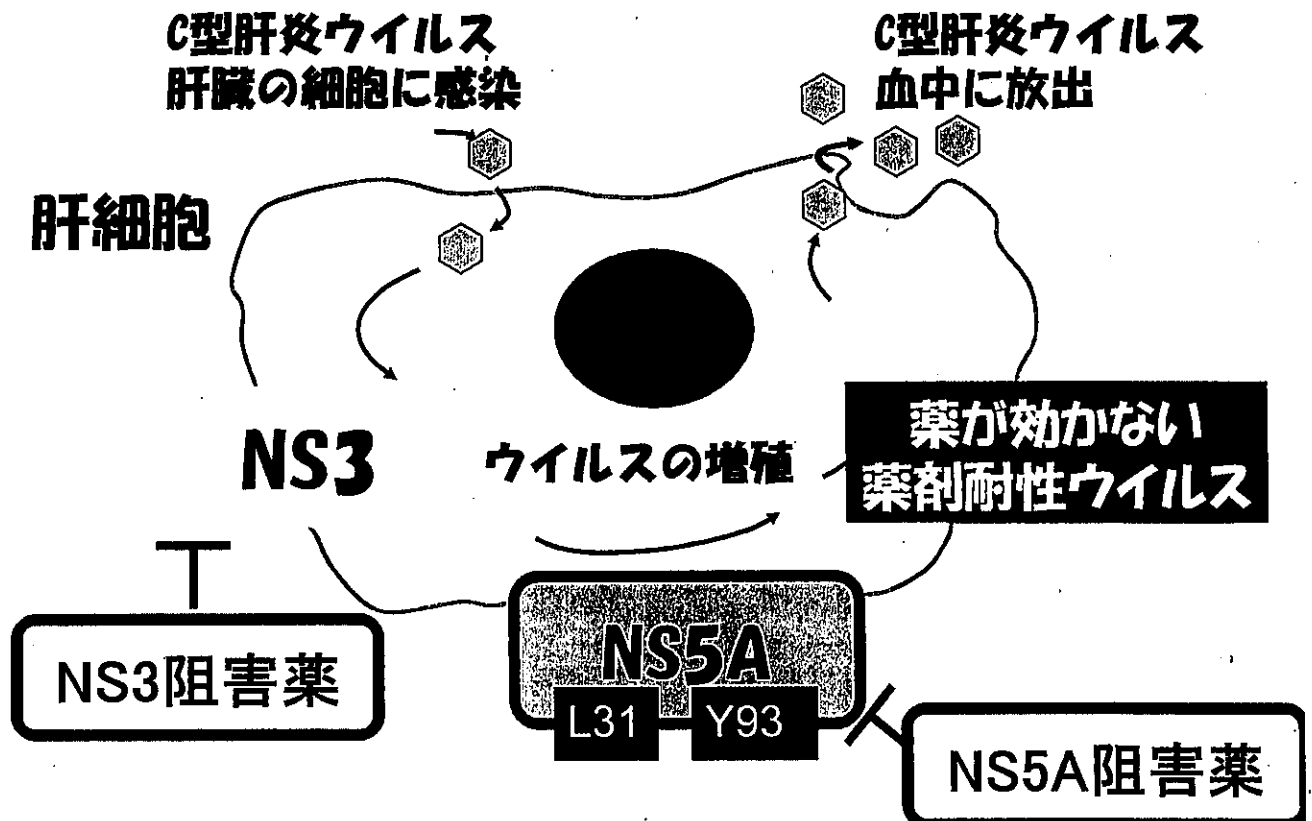 C型肝炎ウイルス
肝臓の細胞に感染
C型肝炎ウイルス
血中に放出
肝細胞
NS3
ウイルスの増殖
薬が効かない
薬剤耐性ウイルス
NS3阻害薬
NS5A
L31
Y93
NS5A阻害薬